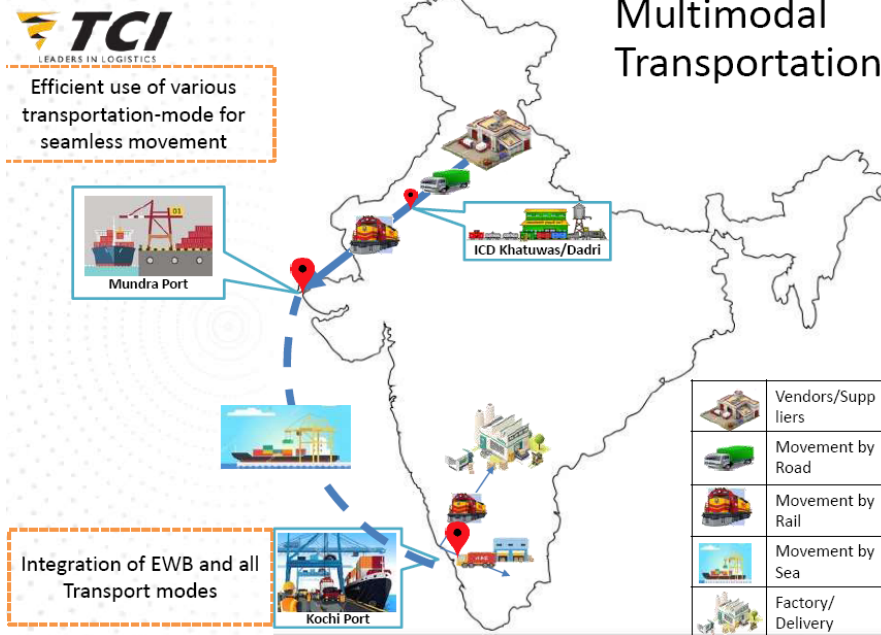 TCI
LEADERS IN LOGISTICS
Multimodal
Transportation
Efficient use of various
transportation-mode for
seamless movement
Mundra Port
ICD Khatuwas/Dadri
Integration of EWB and all
Transport modes
Kochi Port
Vendors/Supp
liers
Movement by
Road
Movement by
Rail
Movement by
Sea
Factory/
Delivery